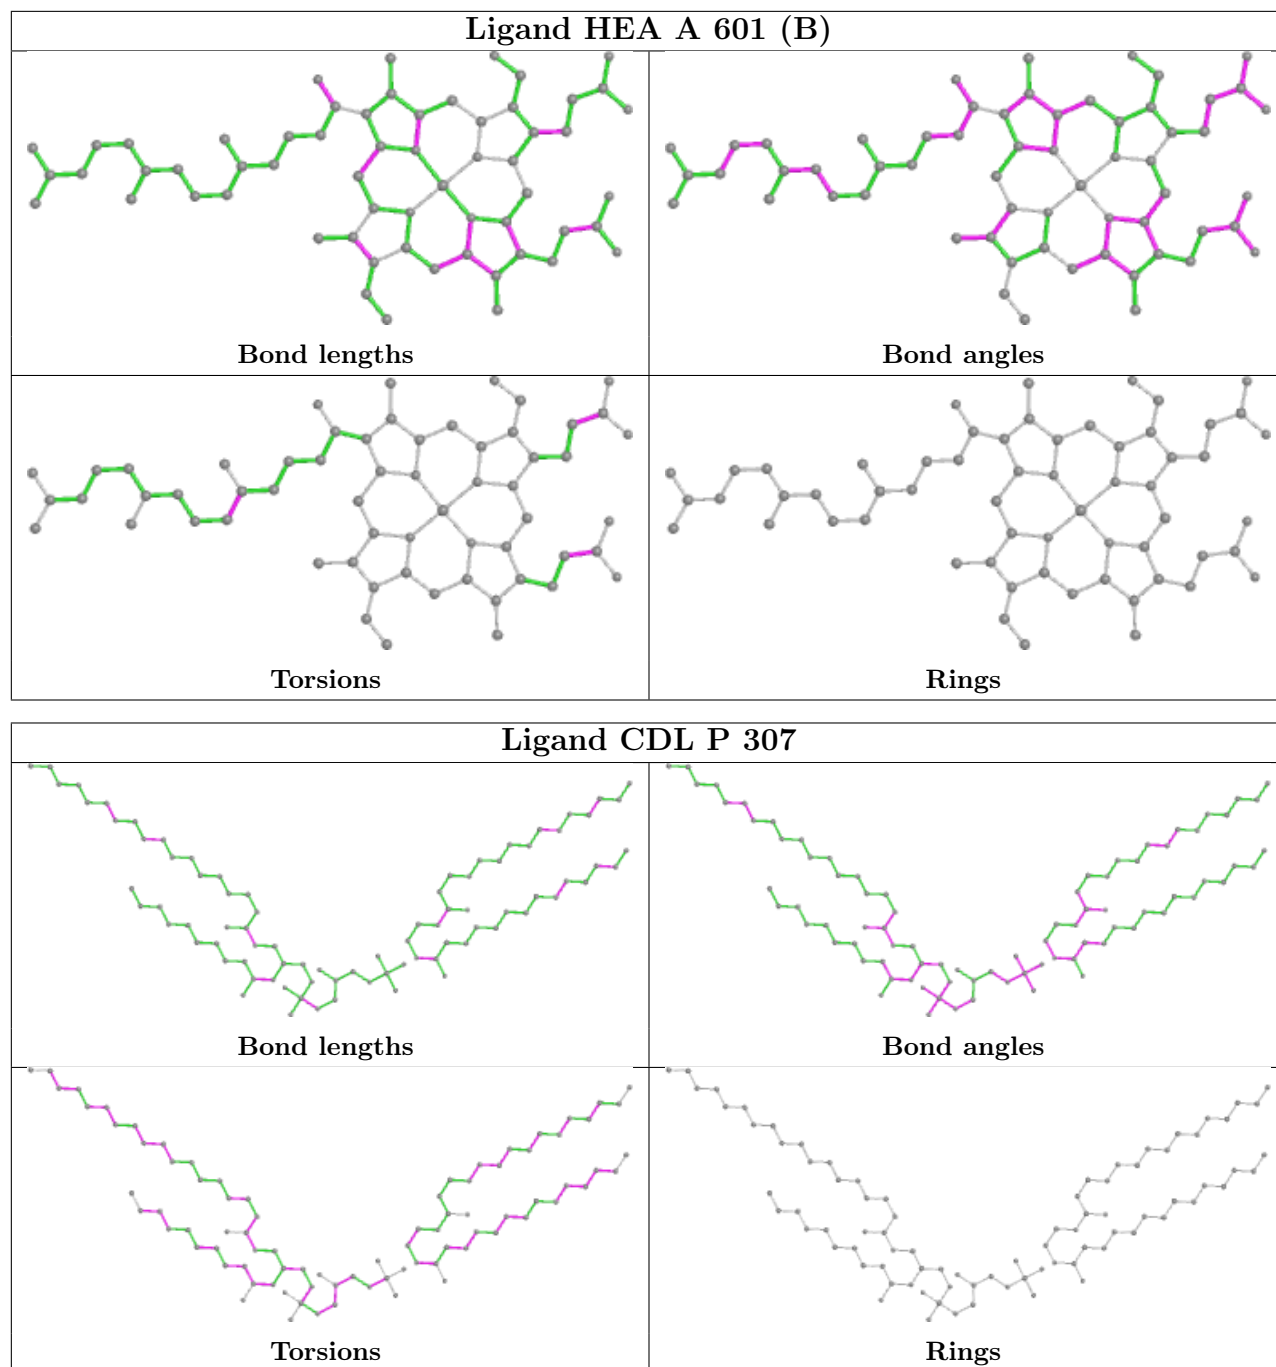 Ligand HEA A 601 (B)
Bond lengths
Bond angles
Torsions
Rings
Ligand CDL P 307
Bond lengths
Bond angles
Torsions
Rings